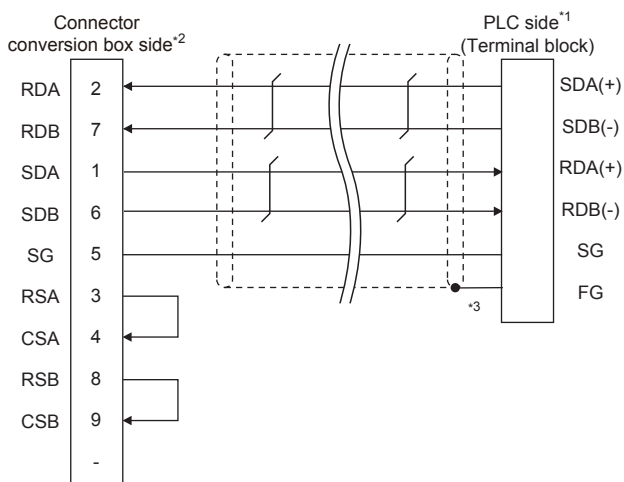 Connector
conversion box side*2
PLC side*1
(Terminal block)
RDA 2 SDA(+)
RDB 7 SDB(-)
SDA 1 RDA(+)
SDB 6 RDB(-)
SG 5 SG
RSA 3 *3 FG
CSA 4
RSB 8
CSB 9
-